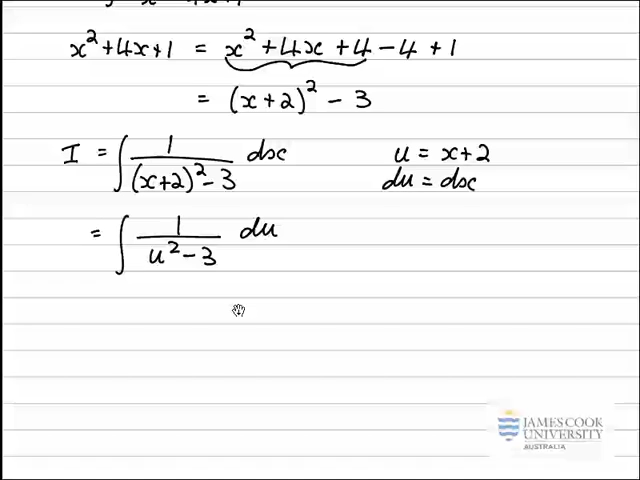 x² + 4x + 1 = x² + 4x + 4 - 4 + 1
= (x + 2)² - 3
I = ∫ 1 / ((x+2)² - 3) dx    u = x + 2
du = dx
= ∫ 1 / (u² - 3) du
JAMES COOK
UNIVERSITY
AUSTRALIA